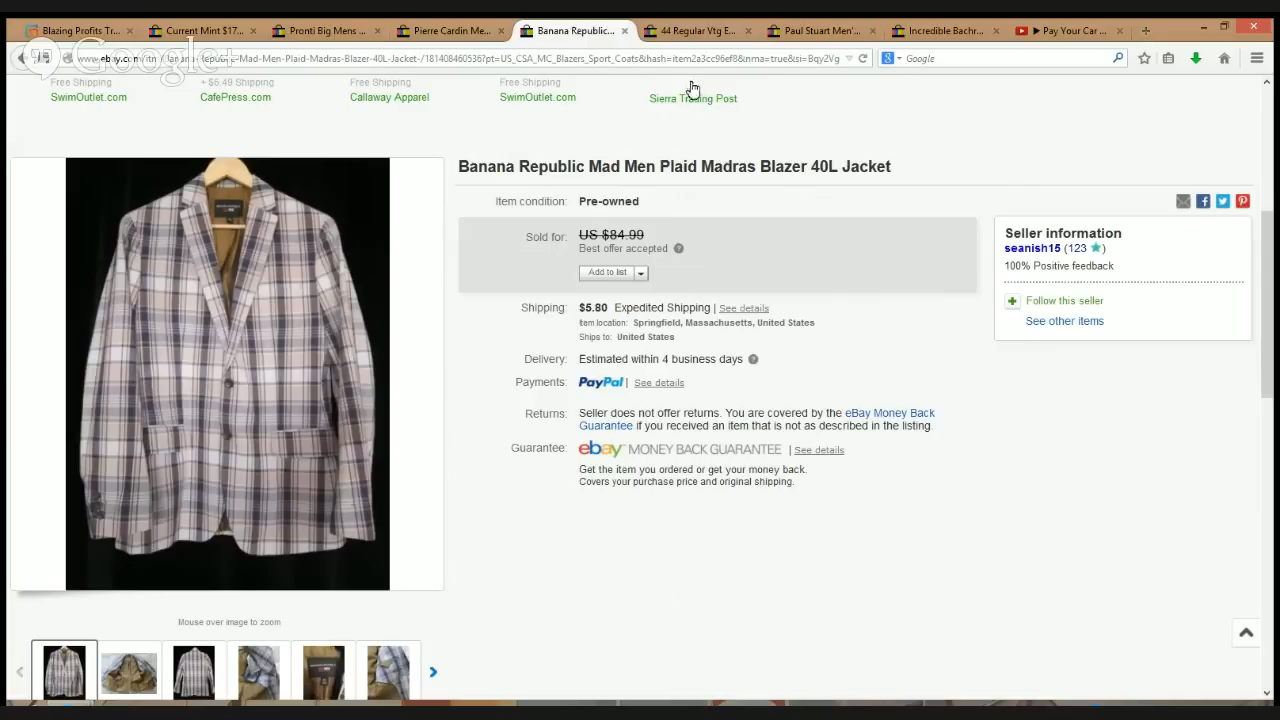 Blazing Profits Tr...
Current Mint $17...
Pronti Big Mens ...
Pierre Cardin Me...
Banana Republic...
44 Regular Vtg E...
Paul Stuart Men'...
Incredible Bachr...
Pay Your Car ...
Google+
Google
Free Shipping
+ $6.49 Shipping
Free Shipping
Free Shipping
SwimOutlet.com
CafePress.com
Callaway Apparel
SwimOutlet.com
Sierra Trading Post
Banana Republic Mad Men Plaid Madras Blazer 40L Jacket
Item condition: Pre-owned
Sold for: US $84.99
Best offer accepted
Add to list
Shipping: $5.80 Expedited Shipping | See details
Item location: Springfield, Massachusetts, United States
Ships to: United States
Delivery: Estimated within 4 business days
Payments: PayPal | See details
Returns: Seller does not offer returns. You are covered by the eBay Money Back
Guarantee if you received an item that is not as described in the listing.
Guarantee: ebay MONEY BACK GUARANTEE | See details
Get the item you ordered or get your money back.
Covers your purchase price and original shipping.
Seller information
seanish15 (123 )
100% Positive feedback
Follow this seller
See other items
Mouse over image to zoom